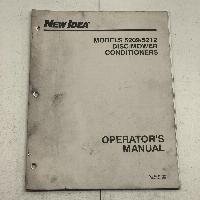 NEW IDEA
MODELS 5209/5212
DISC MOWER
CONDITIONERS
OPERATOR'S
MANUAL